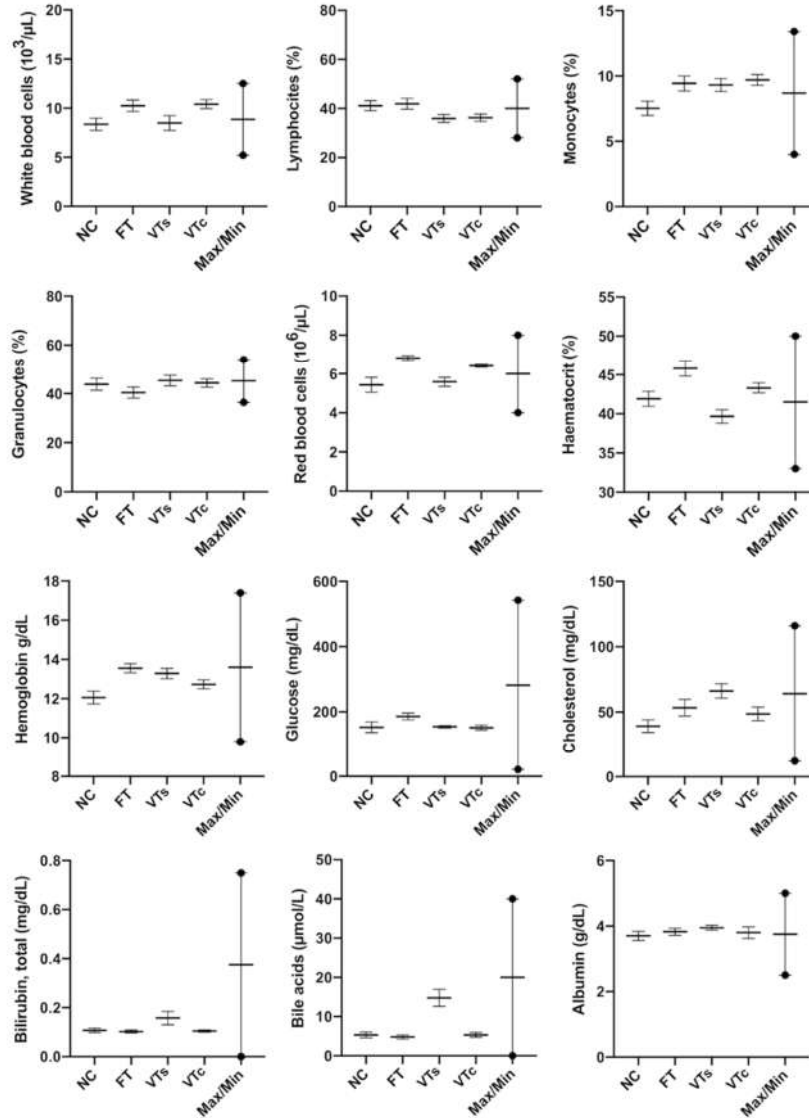 White blood cells (10³/µL)
20
15
10
5
0
NC
FT
VTs
VTc
Max/Min
Lymphocites (%)
80
60
40
20
0
NC
FT
VTs
VTc
Max/Min
Monocytes (%)
15
10
5
0
NC
FT
VTs
VTc
Max/Min
Granulocytes (%)
80
60
40
20
0
NC
FT
VTs
VTc
Max/Min
Red blood cells (10⁶/µL)
10
8
6
4
2
0
NC
FT
VTs
VTc
Max/Min
Haematocrit (%)
55
50
45
40
35
30
NC
FT
VTs
VTc
Max/Min
Hemoglobin g/dL
18
16
14
12
10
8
NC
FT
VTs
VTc
Max/Min
Glucose (mg/dL)
600
400
200
0
NC
FT
VTs
VTc
Max/Min
Cholesterol (mg/dL)
150
100
50
0
NC
FT
VTs
VTc
Max/Min
Bilirubin, total (mg/dL)
0.8
0.6
0.4
0.2
0.0
NC
FT
VTs
VTc
Max/Min
Bile acids (µmol/L)
50
40
30
20
10
0
NC
FT
VTs
VTc
Max/Min
Albumin (g/dL)
6
4
2
0
NC
FT
VTs
VTc
Max/Min